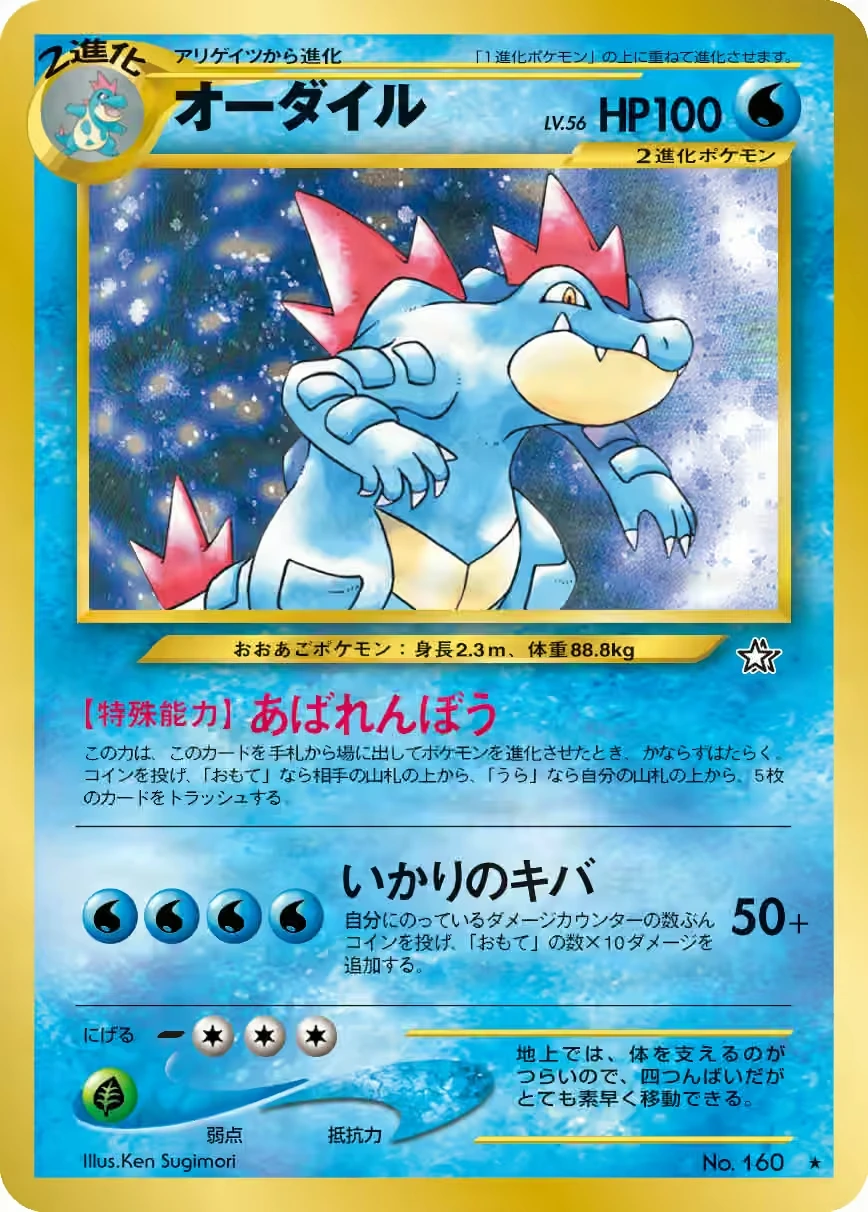 2進化
アリゲイツから進化
「1進化ポケモン」の上に重ねて進化させます。
オーダイル
LV.56 HP100
2進化ポケモン
おおあごポケモン：身長2.3m、体重88.8kg
【特殊能力】あばれんぼう
この力は、このカードを手札から場に出してポケモンを進化させたとき、かならずはたらく。
コインを投げ、「おもて」なら相手の山札の上から、「うら」なら自分の山札の上から、5枚
のカードをトラッシュする。
いかりのキバ
自分にのっているダメージカウンターの数ぶん
コインを投げ、「おもて」の数×10ダメージを
追加する。
50+
にげる
地上では、体を支えるのが
つらいので、四つんばいだが
とても素早く移動できる。
弱点
抵抗力
Illus.Ken Sugimori
No. 160 ★